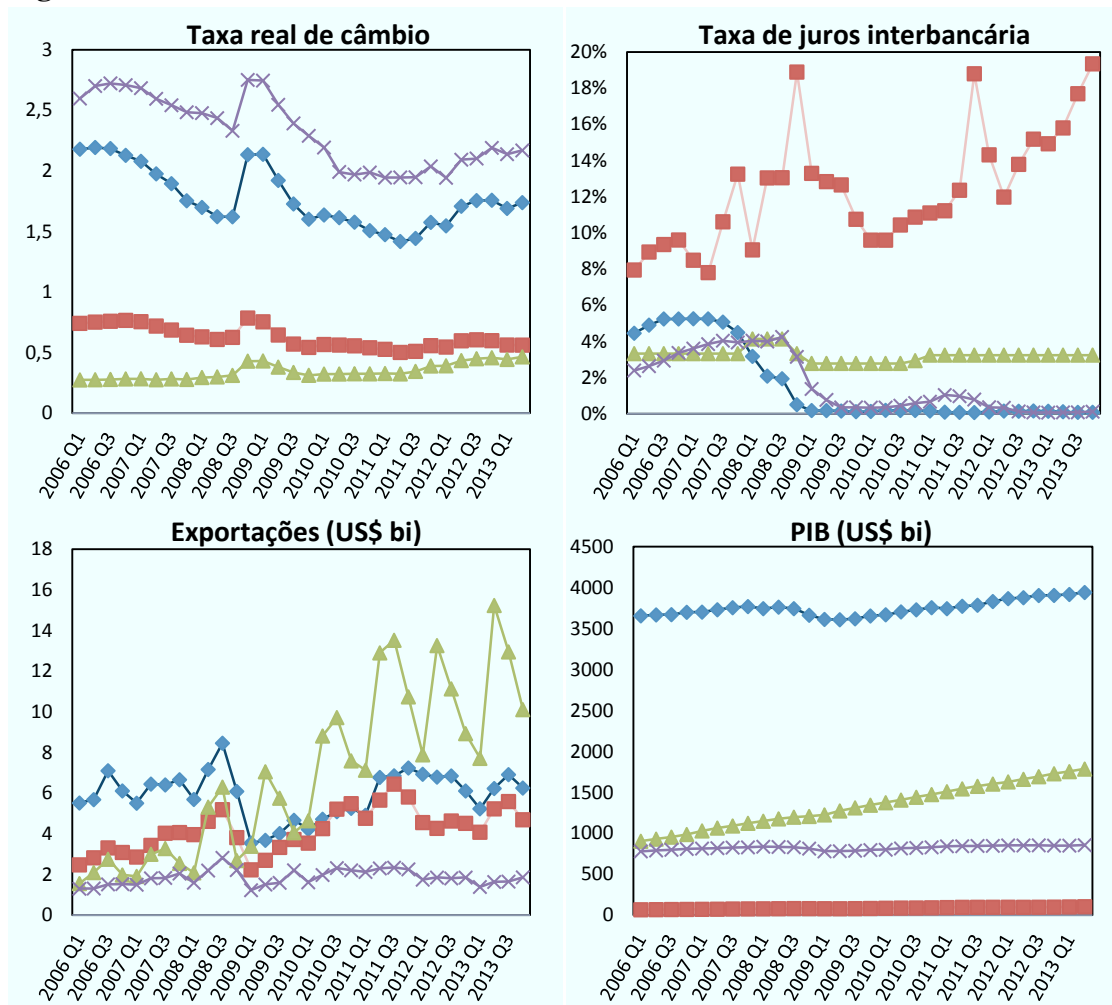 Taxa real de câmbio
3
2,5
2
1,5
1
0,5
0
2006 Q1
2006 Q3
2007 Q1
2007 Q3
2008 Q1
2008 Q3
2009 Q1
2009 Q3
2010 Q1
2010 Q3
2011 Q1
2011 Q3
2012 Q1
2012 Q3
2013 Q1
Taxa de juros interbancária
20%
18%
16%
14%
12%
10%
8%
6%
4%
2%
0%
2006 Q1
2006 Q3
2007 Q1
2007 Q3
2008 Q1
2008 Q3
2009 Q1
2009 Q3
2010 Q1
2010 Q3
2011 Q1
2011 Q3
2012 Q1
2012 Q3
2013 Q1
2013 Q3
Exportações (US$ bi)
18
16
14
12
10
8
6
4
2
0
2006 Q1
2006 Q3
2007 Q1
2007 Q3
2008 Q1
2008 Q3
2009 Q1
2009 Q3
2010 Q1
2010 Q3
2011 Q1
2011 Q3
2012 Q1
2012 Q3
2013 Q1
2013 Q3
PIB (US$ bi)
4500
4000
3500
3000
2500
2000
1500
1000
500
0
2006 Q1
2006 Q3
2007 Q1
2007 Q3
2008 Q1
2008 Q3
2009 Q1
2009 Q3
2010 Q1
2010 Q3
2011 Q1
2011 Q3
2012 Q1
2012 Q3
2013 Q1